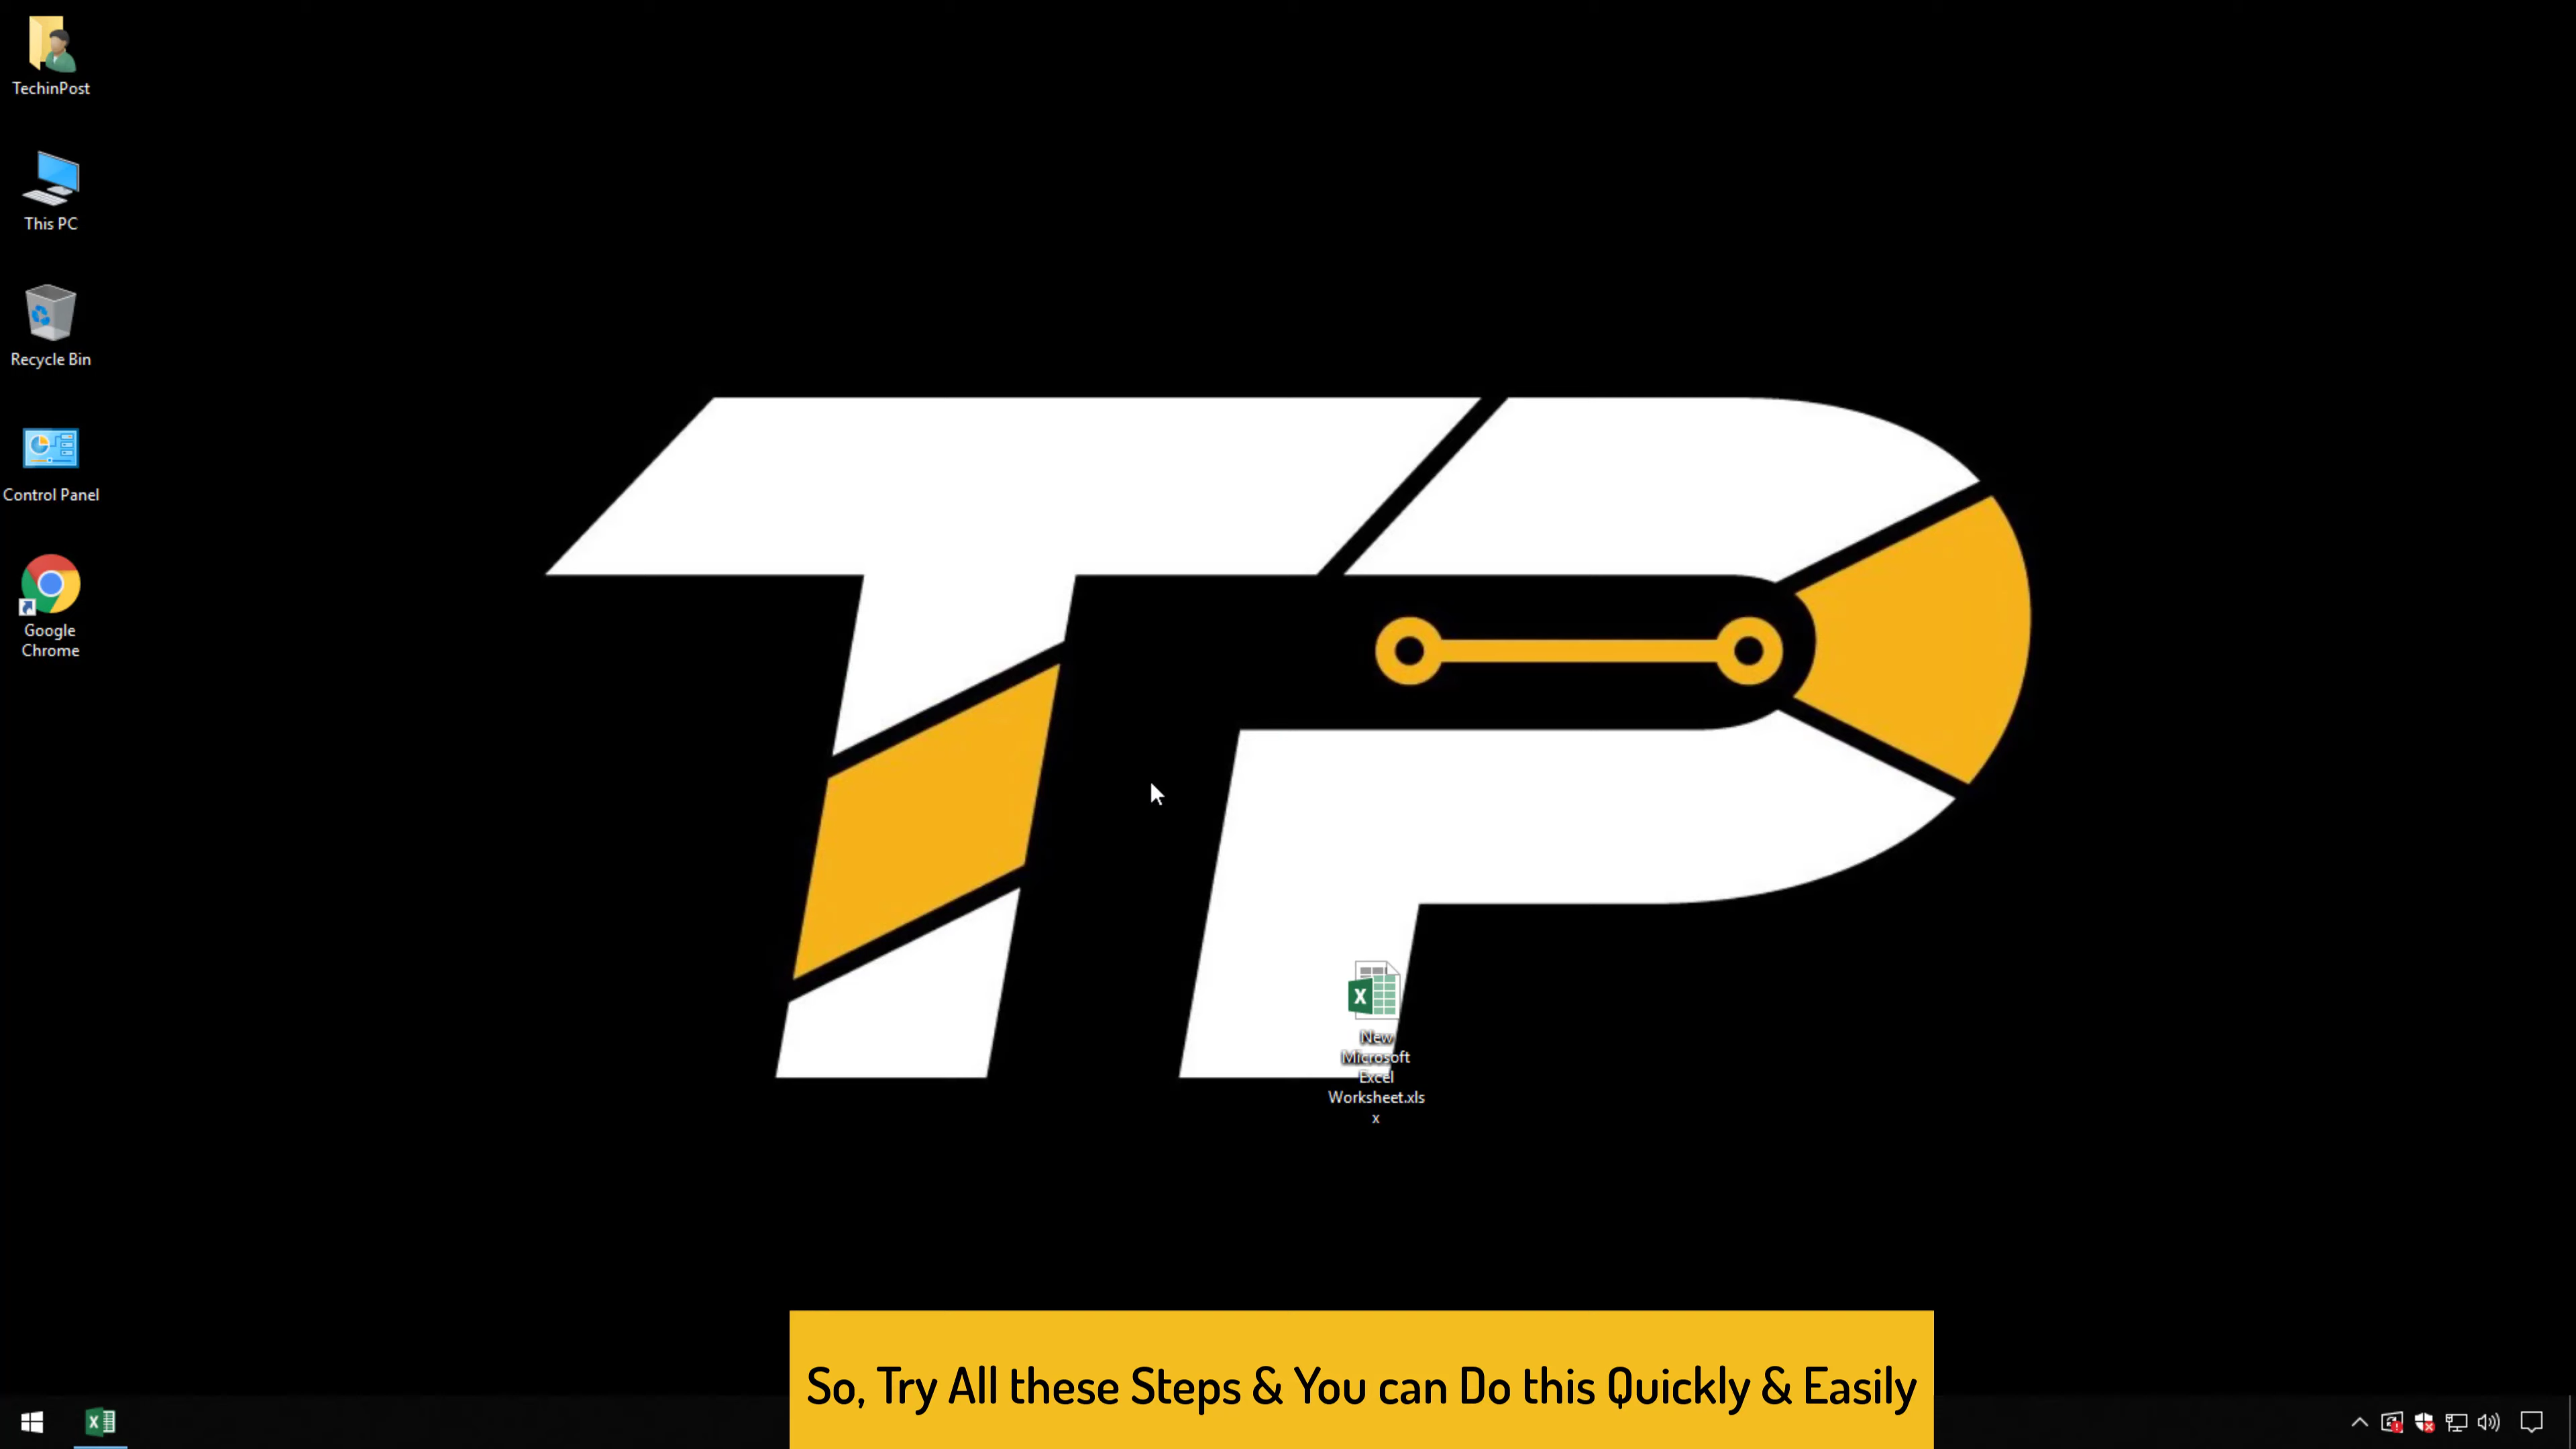 TechinPost
This PC
Recycle Bin
Control Panel
Google
Chrome
TP
New
Microsoft
Excel
Worksheet.xls
x
So, Try All these Steps & You can Do this Quickly & Easily